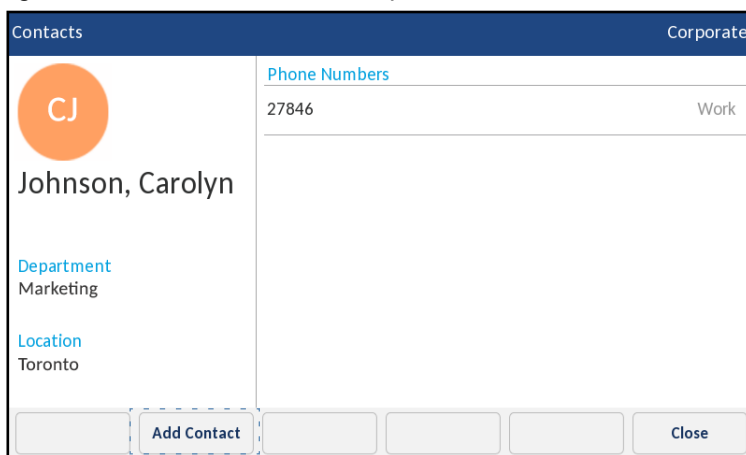 Contacts Corporate
CJ
Johnson, Carolyn
Department
Marketing
Location
Toronto
Phone Numbers
27846 Work
Add Contact Close